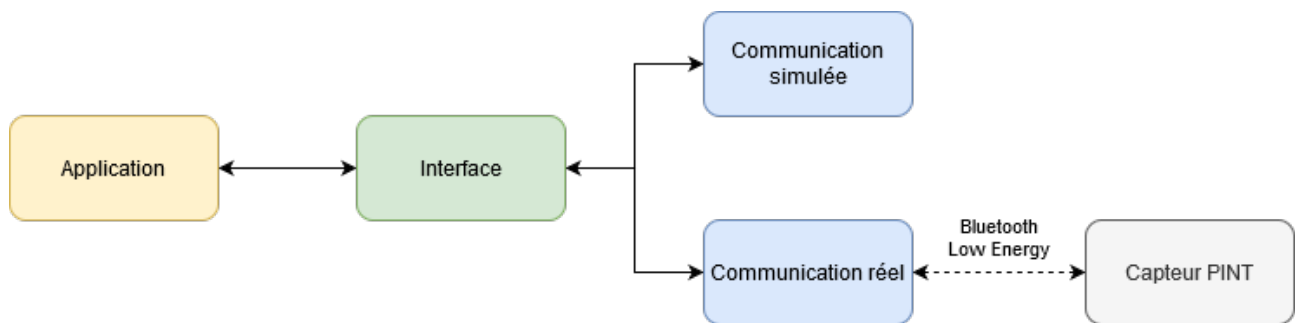 Communication
simulée
Application
Interface
Bluetooth
Low Energy
Communication réel
Capteur PINT